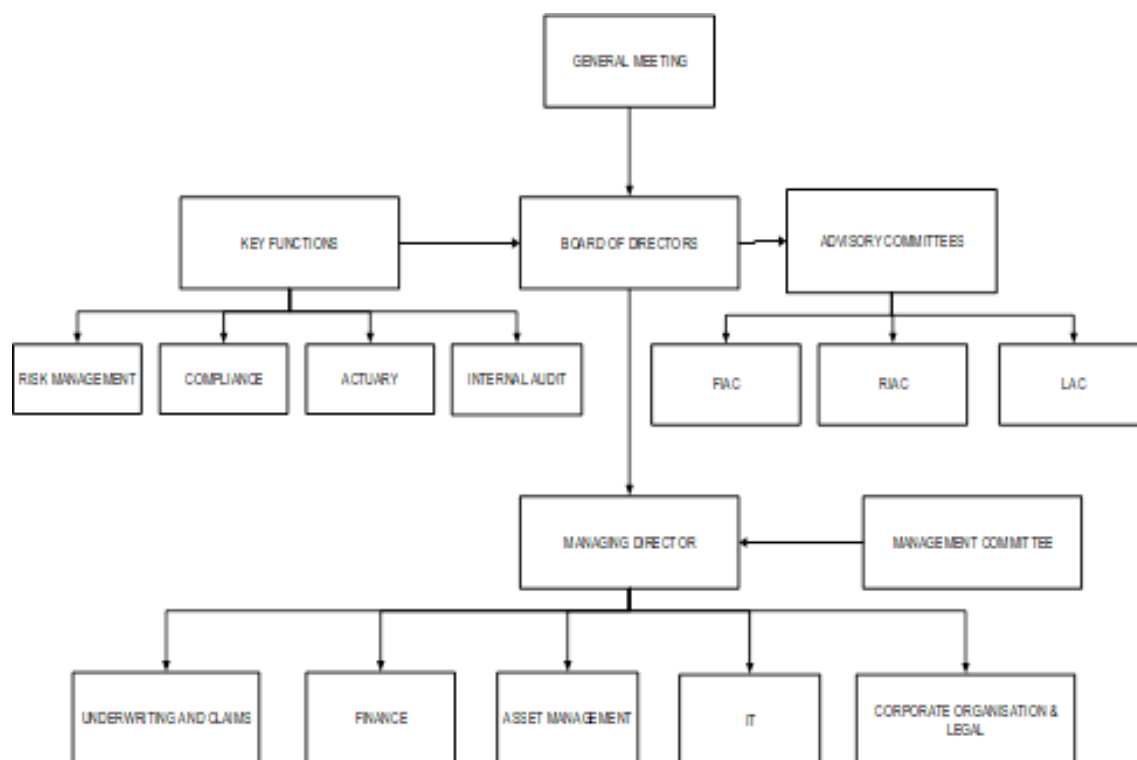 GENERAL MEETING
KEY FUNCTIONS
BOARD OF DIRECTORS
ADVISORY COMMITTEES
RISK MANAGEMENT
COMPLIANCE
ACTUARY
INTERNAL AUDIT
FIAC
RIAC
LAC
MANAGING DIRECTOR
MANAGEMENT COMMITTEE
UNDERWRITING AND CLAIMS
FINANCE
ASSET MANAGEMENT
IT
CORPORATE ORGANISATION &
LEGAL